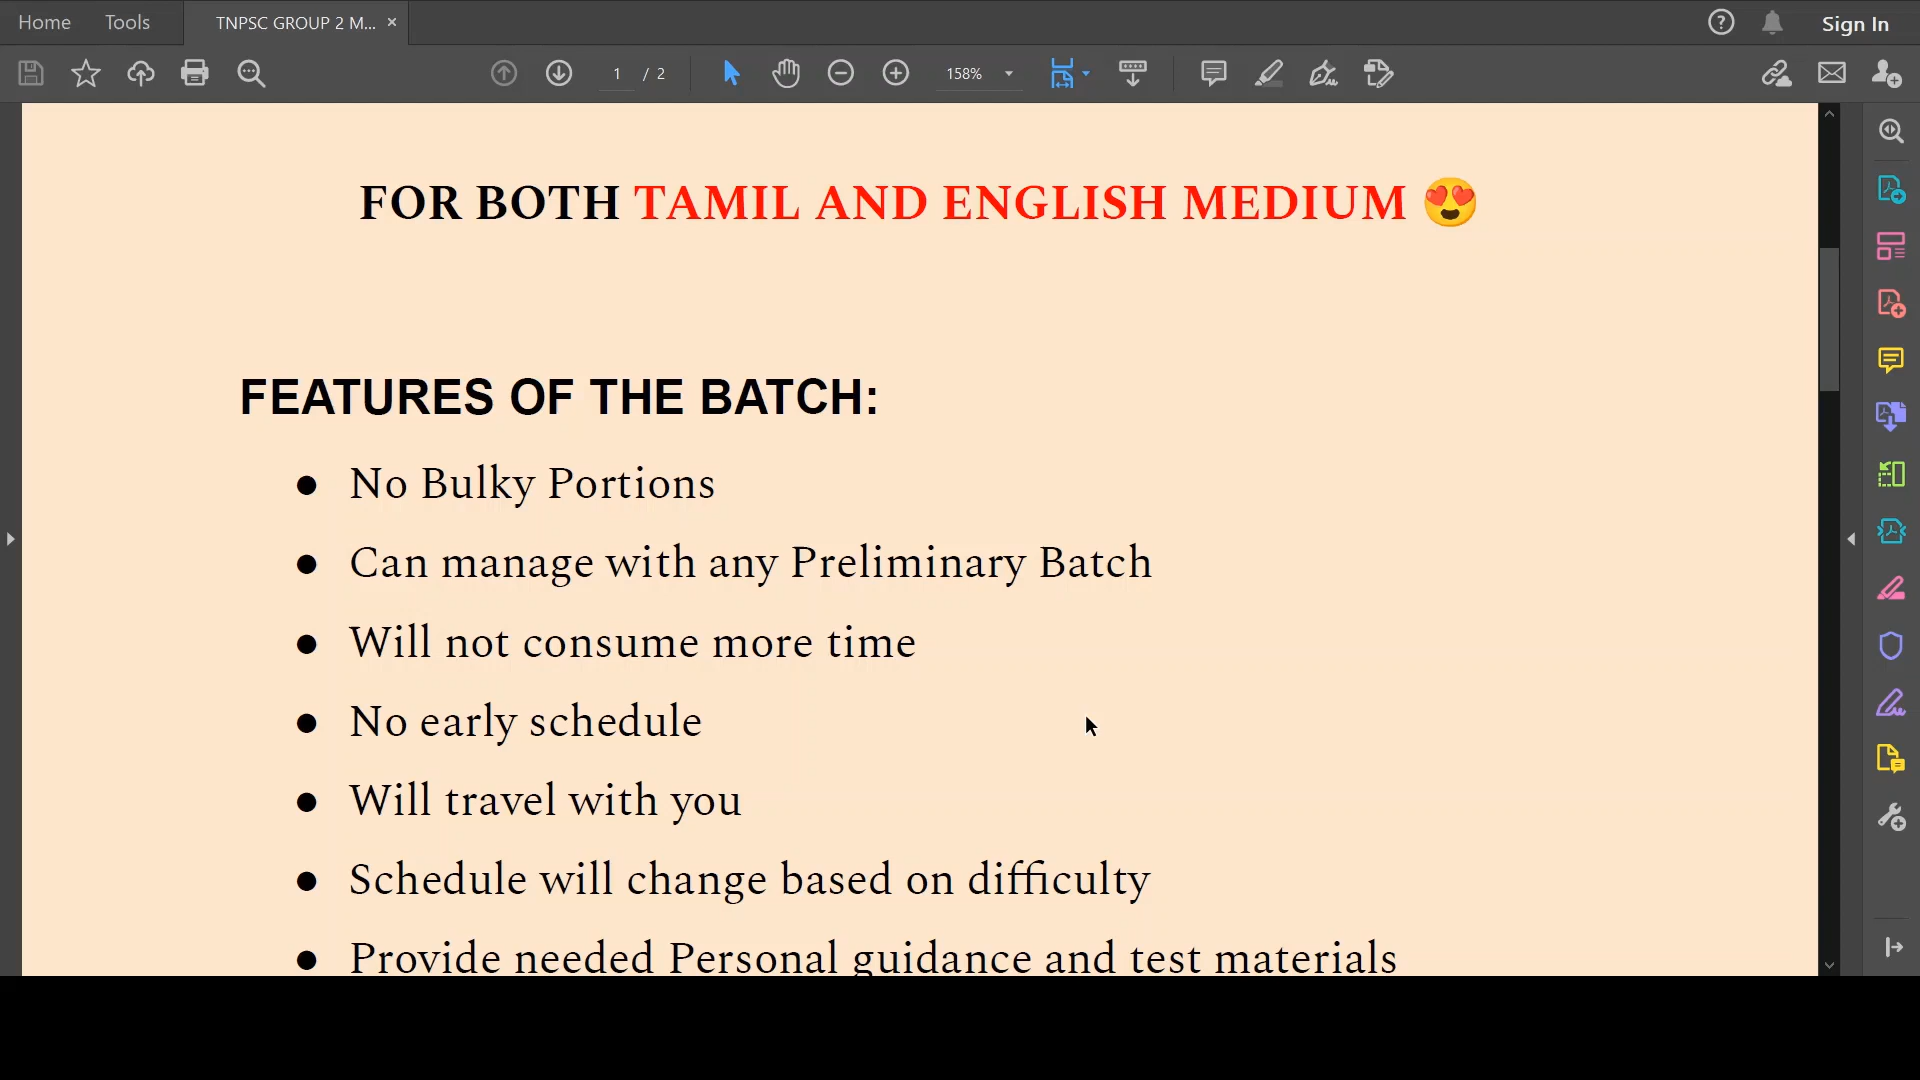 Home Tools TNPSC GROUP 2 M... × Sign In
1 / 2 158%
FOR BOTH TAMIL AND ENGLISH MEDIUM 😍
FEATURES OF THE BATCH:
● No Bulky Portions
● Can manage with any Preliminary Batch
● Will not consume more time
● No early schedule
● Will travel with you
● Schedule will change based on difficulty
● Provide needed Personal guidance and test materials